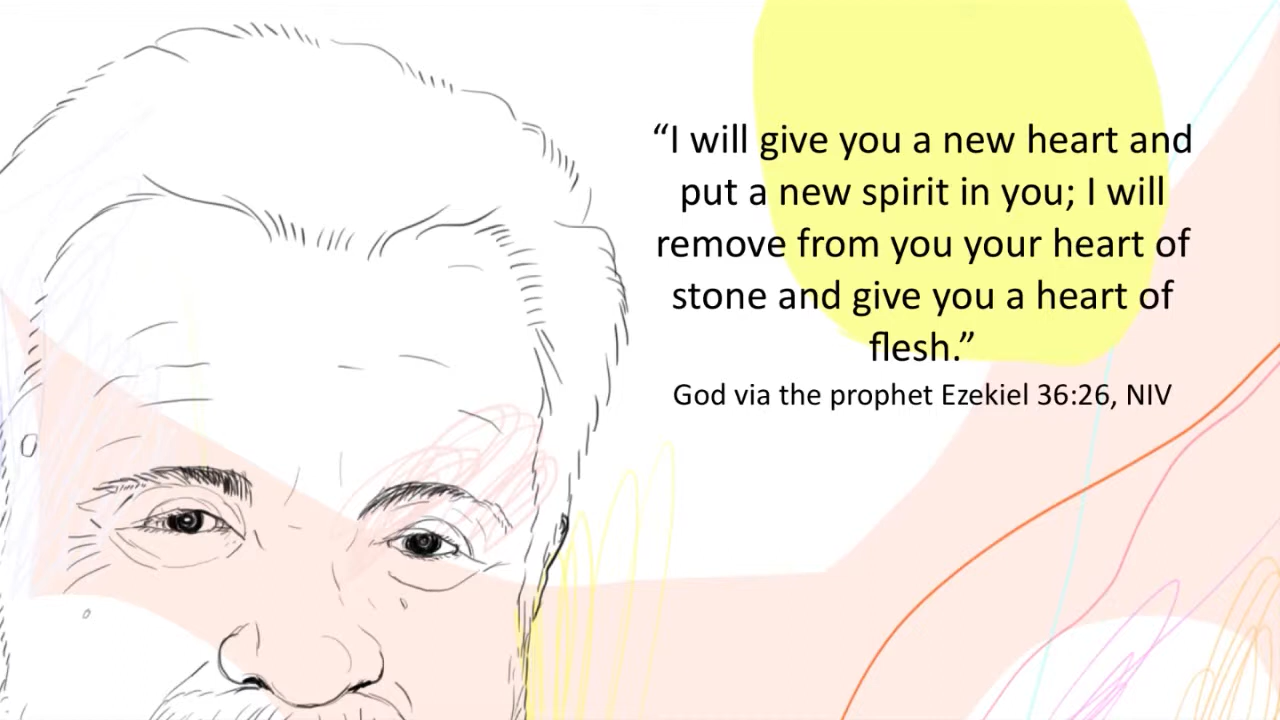 “I will give you a new heart and
put a new spirit in you; I will
remove from you your heart of
stone and give you a heart of
flesh.”
God via the prophet Ezekiel 36:26, NIV